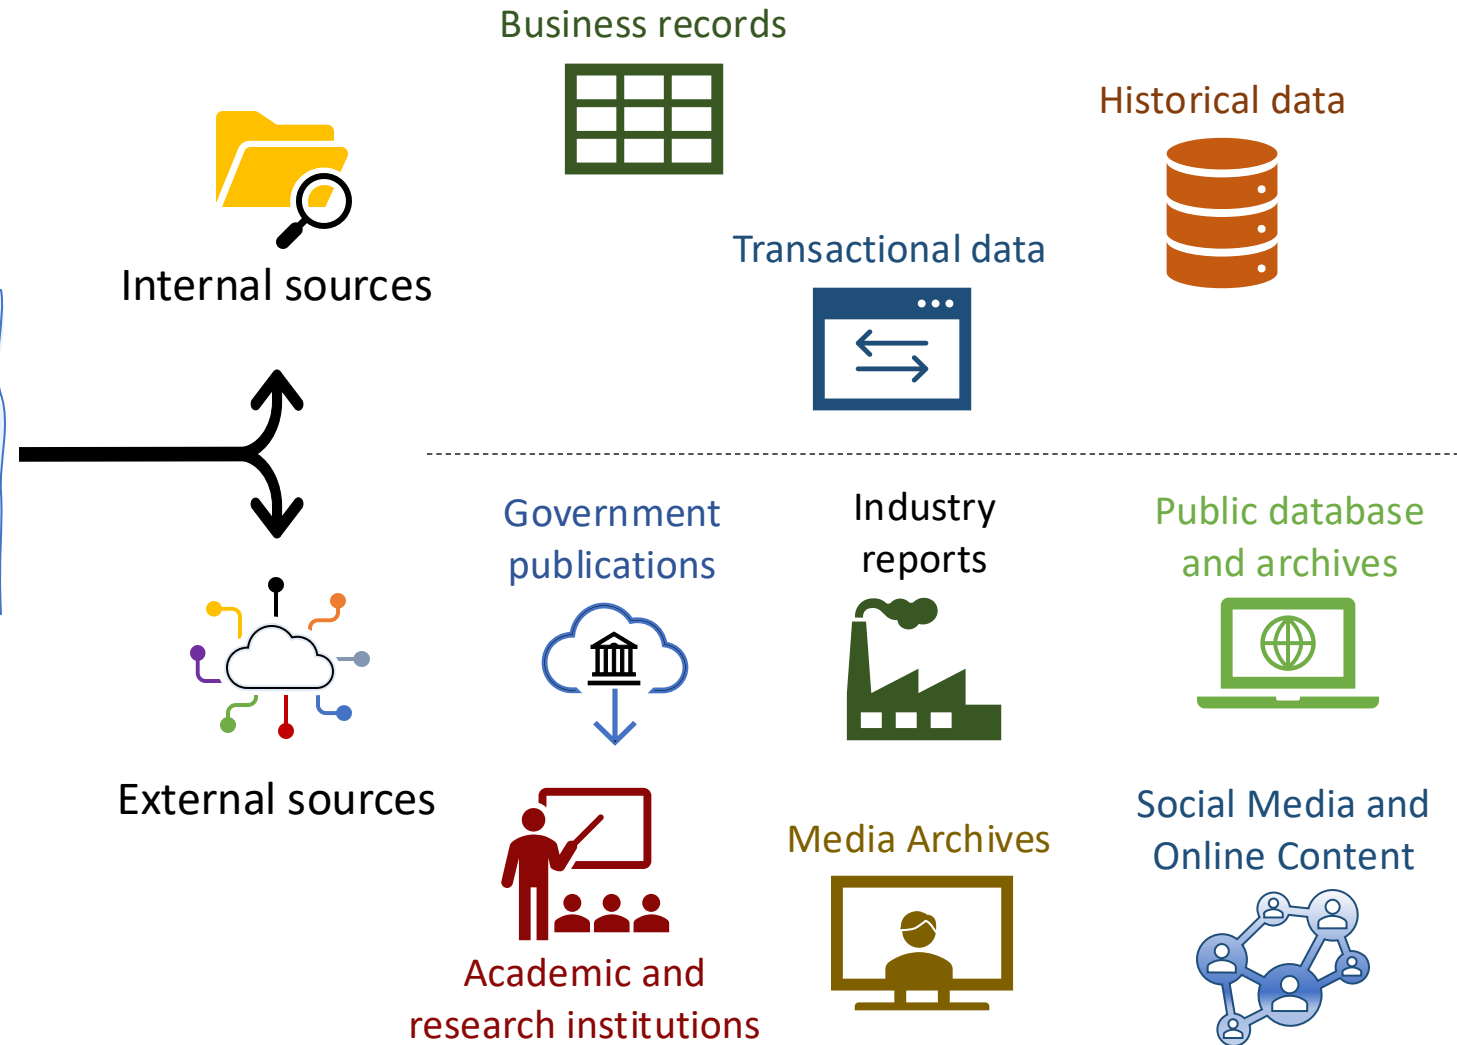 Business records
Historical data
Transactional data
Internal sources
Government
publications
Industry
reports
Public database
and archives
External sources
Academic and
research institutions
Media Archives
Social Media and
Online Content